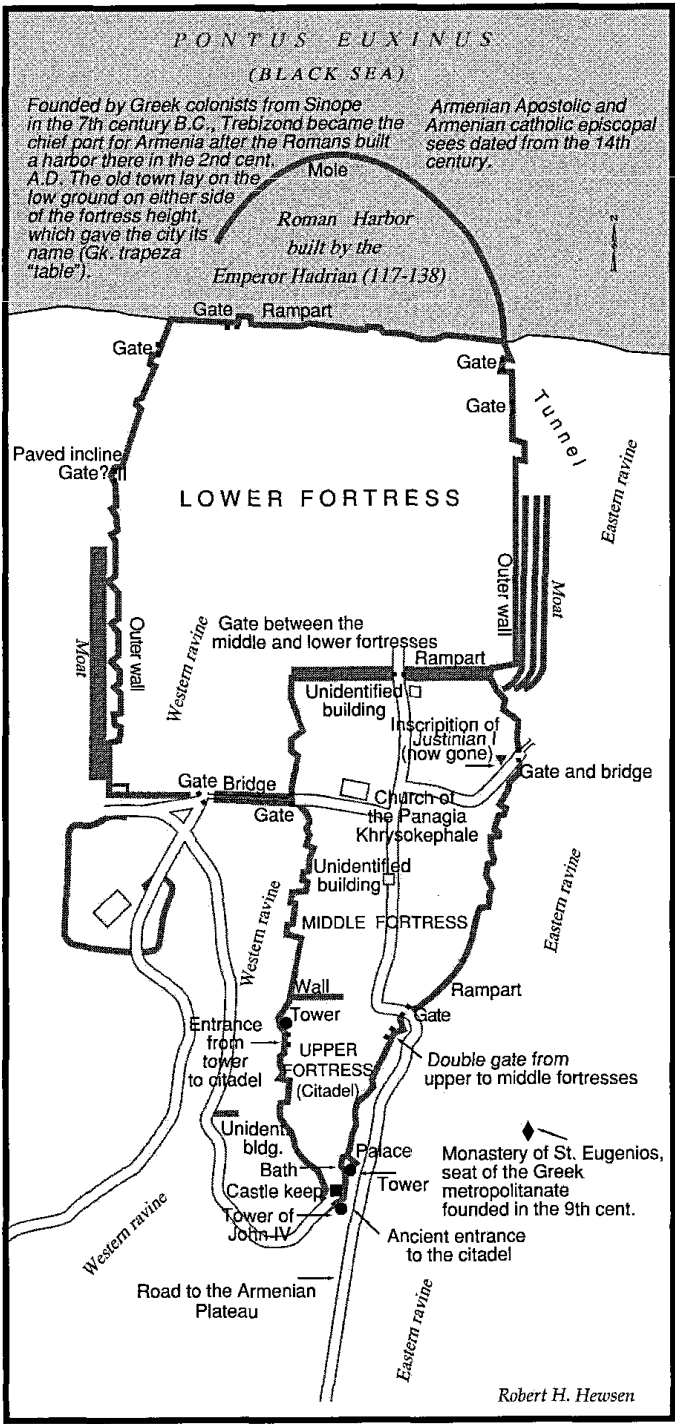 PONTUS EUXINUS
(BLACK SEA)
Founded by Greek colonists from Sinope
in the 7th century B.C., Trebizond became the
chief port for Armenia after the Romans built
a harbor there in the 2nd cent.
A.D. The old town lay on the
low ground on either side
of the fortress height,
which gave the city its
name (Gk. trapeza
"table").
Armenian Apostolic and
Armenian catholic episcopal
sees dated from the 14th
century.
Mole
Roman Harbor
built by the
Emperor Hadrian (117-138)
N
Gate
Rampart
Gate
Gate
Gate
Tunnel
Eastern ravine
Paved incline
Gate?
LOWER FORTRESS
Outer wall
Moat
Outer wall
Moat
Western ravine
Gate between the
middle and lower fortresses
Rampart
Unidentified
building
Inscripition of
Justinian I
(now gone)
Gate and bridge
Gate
Bridge
Gate
Church of
the Panagia
Khrysokephale
Unidentified
building
Western ravine
MIDDLE FORTRESS
Eastern ravine
Wall
Rampart
Tower
Gate
Entrance
from
tower
to citadel
UPPER
FORTRESS
(Citadel)
Double gate from
upper to middle fortresses
Unident.
bldg.
Palace
Bath
Tower
Castle keep
Monastery of St. Eugenios,
seat of the Greek
metropolitanate
founded in the 9th cent.
Tower of
John IV
Ancient entrance
to the citadel
Western ravine
Road to the Armenian
Plateau
Eastern ravine
Robert H. Hewsen